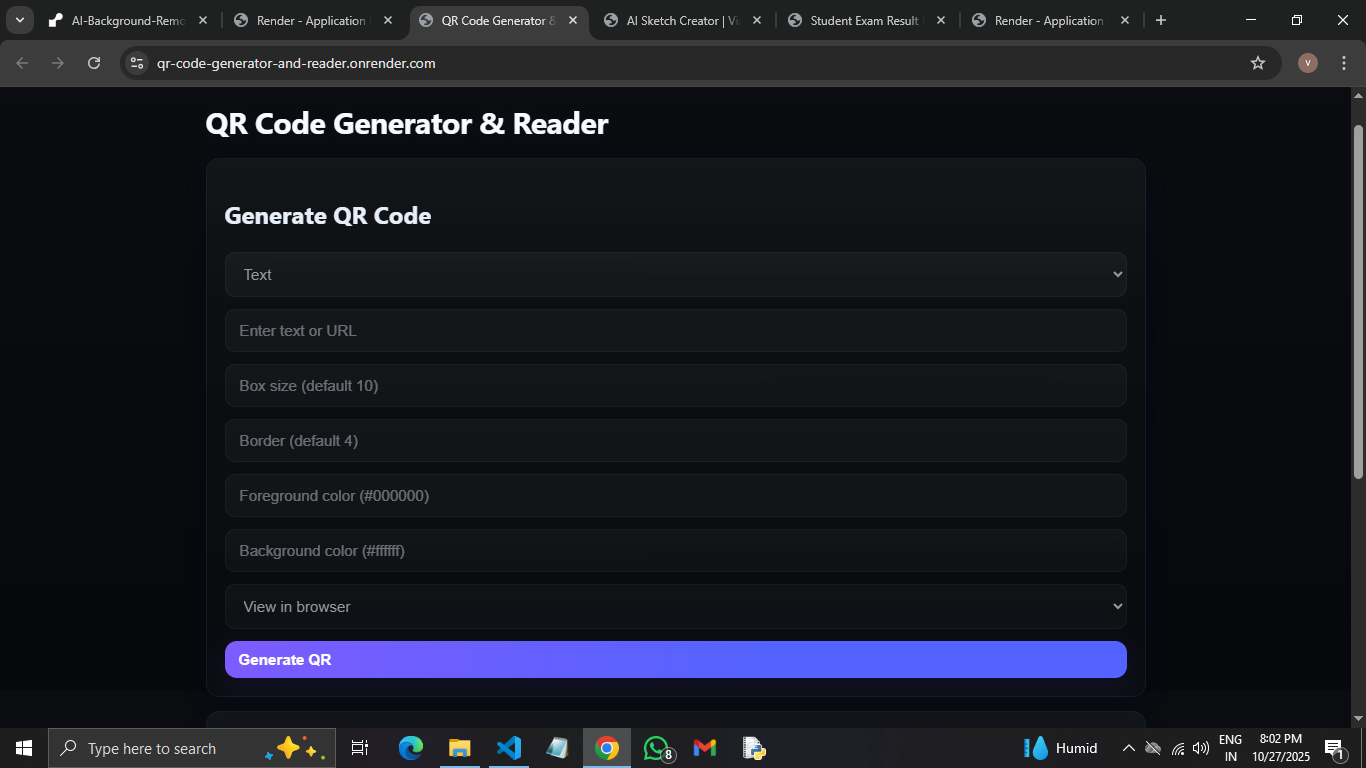 AI-Background-Remo
Render - Application
QR Code Generator &
AI Sketch Creator | Vi
Student Exam Result
Render - Application
qr-code-generator-and-reader.onrender.com
V
QR Code Generator & Reader
Generate QR Code
Text
Enter text or URL
Box size (default 10)
Border (default 4)
Foreground color (#000000)
Background color (#ffffff)
View in browser
Generate QR
Type here to search
8
Humid
ENG
IN
8:02 PM
10/27/2025
1